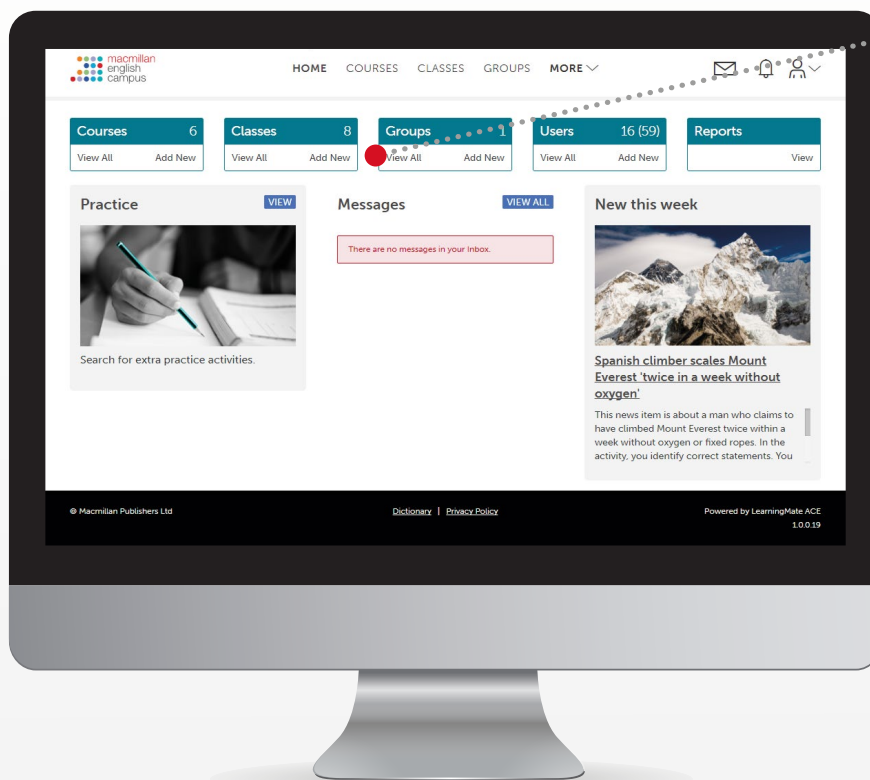 macmillan
english
campus
HOME COURSES CLASSES GROUPS MORE
Courses 6
View All Add New
Classes 8
View All Add New
Groups 1
View All Add New
Users 16 (59)
View All Add New
Reports
View
Practice VIEW
Search for extra practice activities.
Messages VIEW ALL
There are no messages in your Inbox.
New this week
Spanish climber scales Mount
Everest 'twice in a week without
oxygen'
This news item is about a man who claims to
have climbed Mount Everest twice within a
week without oxygen or fixed ropes. In the
activity, you identify correct statements. You
© Macmillan Publishers Ltd
Dictionary | Privacy Policy
Powered by LearningMate ACE
1.0.0.19